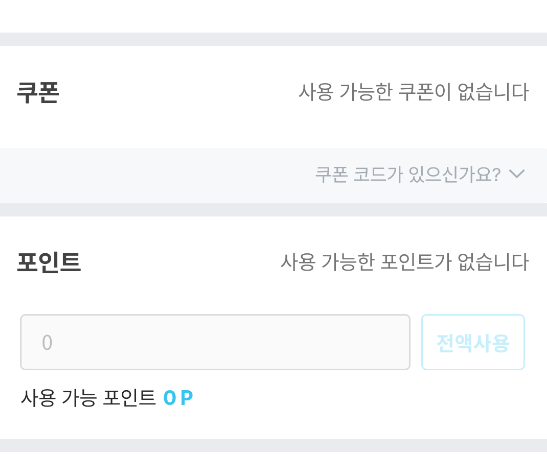 쿠폰 사용 가능한 쿠폰이 없습니다
쿠폰 코드가 있으신가요?
포인트 사용 가능한 포인트가 없습니다
0 전액사용
사용 가능 포인트 0 P